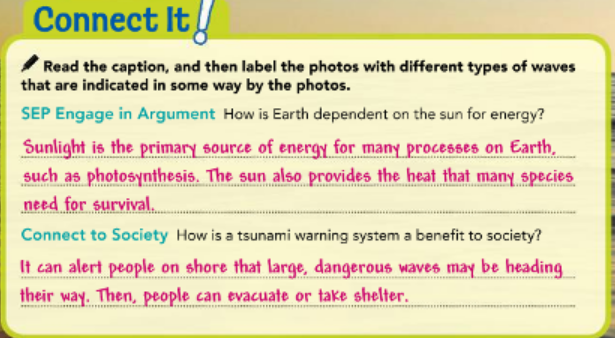 Connect It!
Read the caption, and then label the photos with different types of waves
that are indicated in some way by the photos.
SEP Engage in Argument How is Earth dependent on the sun for energy?
Sunlight is the primary source of energy for many processes on Earth,
such as photosynthesis. The sun also provides the heat that many species
need for survival.
Connect to Society How is a tsunami warning system a benefit to society?
It can alert people on shore that large, dangerous waves may be heading
their way. Then, people can evacuate or take shelter.